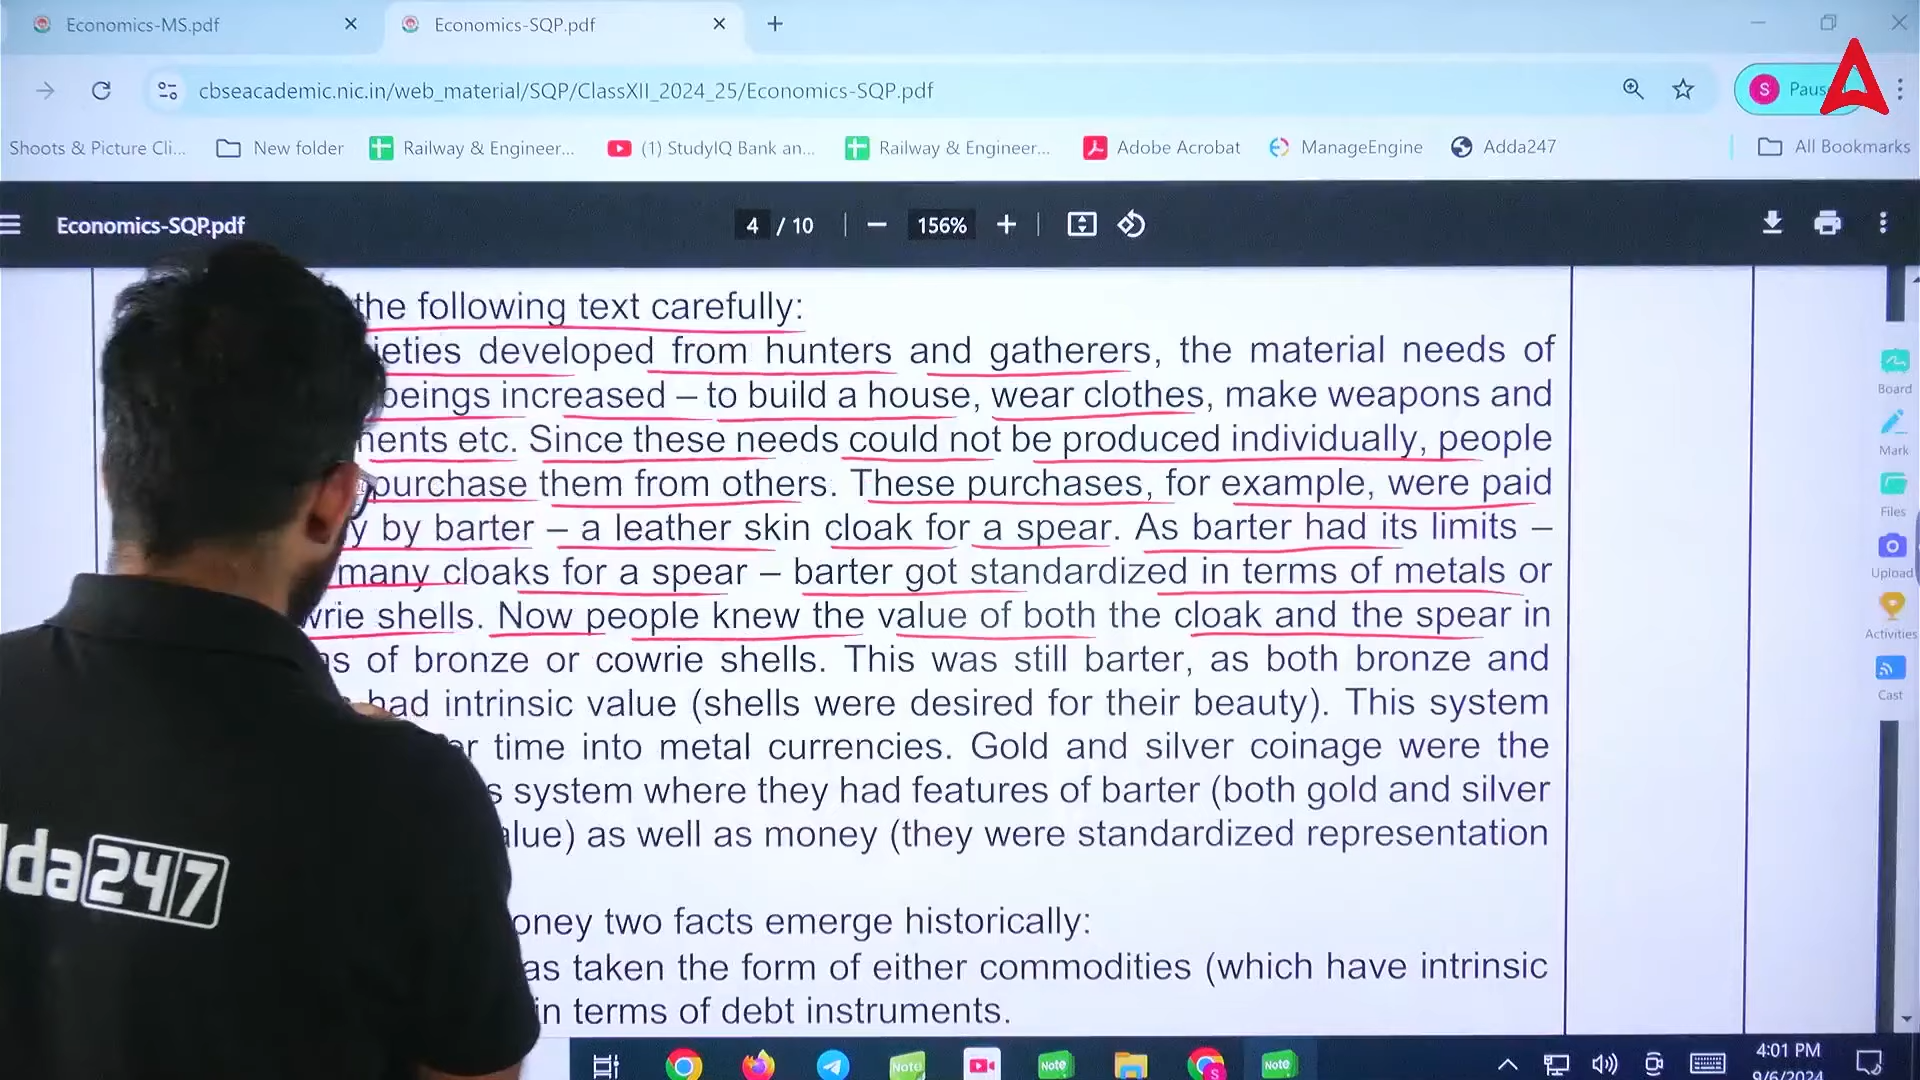 Economics-MS.pdf
Economics-SQP.pdf
cbseacademic.nic.in/web_material/SQP/ClassXII_2024_25/Economics-SQP.pdf
S
Shoots & Picture Cli...
New folder
Railway & Engineer...
(1) StudyIQ Bank an...
Railway & Engineer...
Adobe Acrobat
ManageEngine
Adda247
All Bookmarks
Economics-SQP.pdf
4 / 10
156%
the following text carefully:
developed from hunters and gatherers, the material needs of
beings increased – to build a house, wear clothes, make weapons and
etc. Since these needs could not be produced individually, people
purchase them from others. These purchases, for example, were paid
by barter – a leather skin cloak for a spear. As barter had its limits –
many cloaks for a spear – barter got standardized in terms of metals or
shells. Now people knew the value of both the cloak and the spear in
of bronze or cowrie shells. This was still barter, as both bronze and
had intrinsic value (shells were desired for their beauty). This system
time into metal currencies. Gold and silver coinage were the
system where they had features of barter (both gold and silver
as well as money (they were standardized representation
two facts emerge historically:
taken the form of either commodities (which have intrinsic
in terms of debt instruments.
Board
Mark
Files
Upload
Activities
Cast
dda247
Note
Note
S
Note
4:01 PM